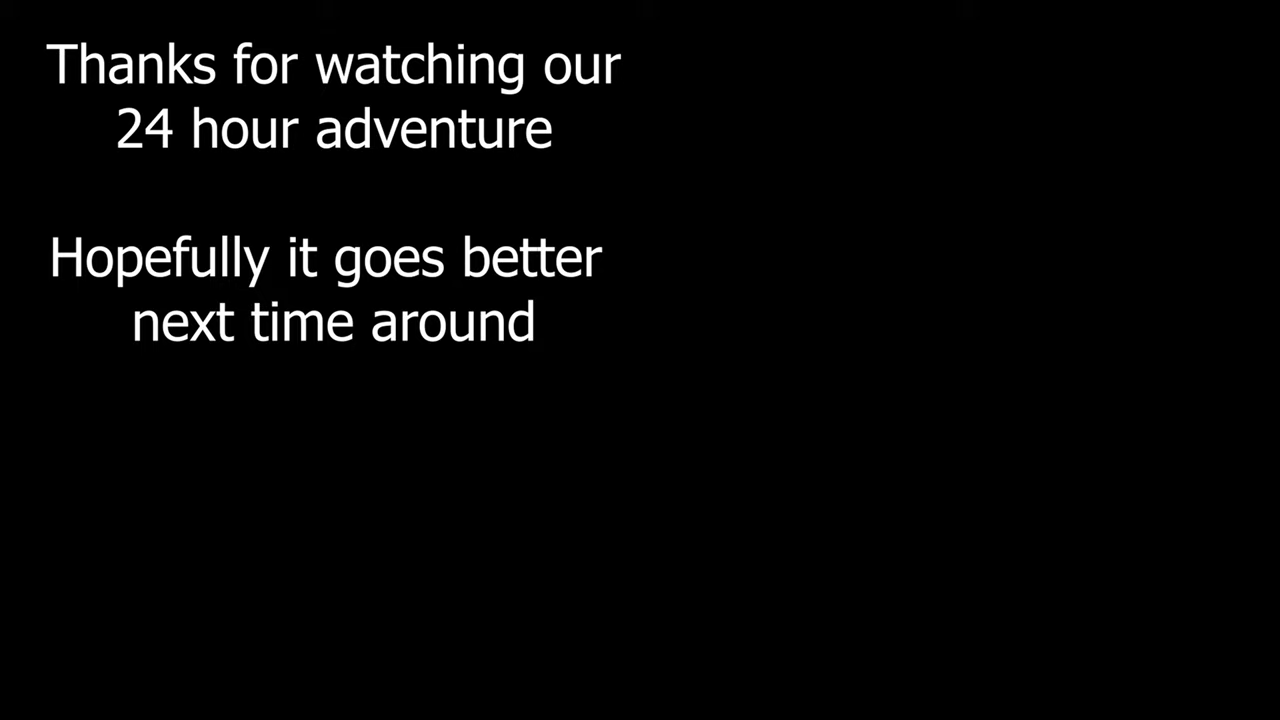 Thanks for watching our
24 hour adventure
Hopefully it goes better
next time around